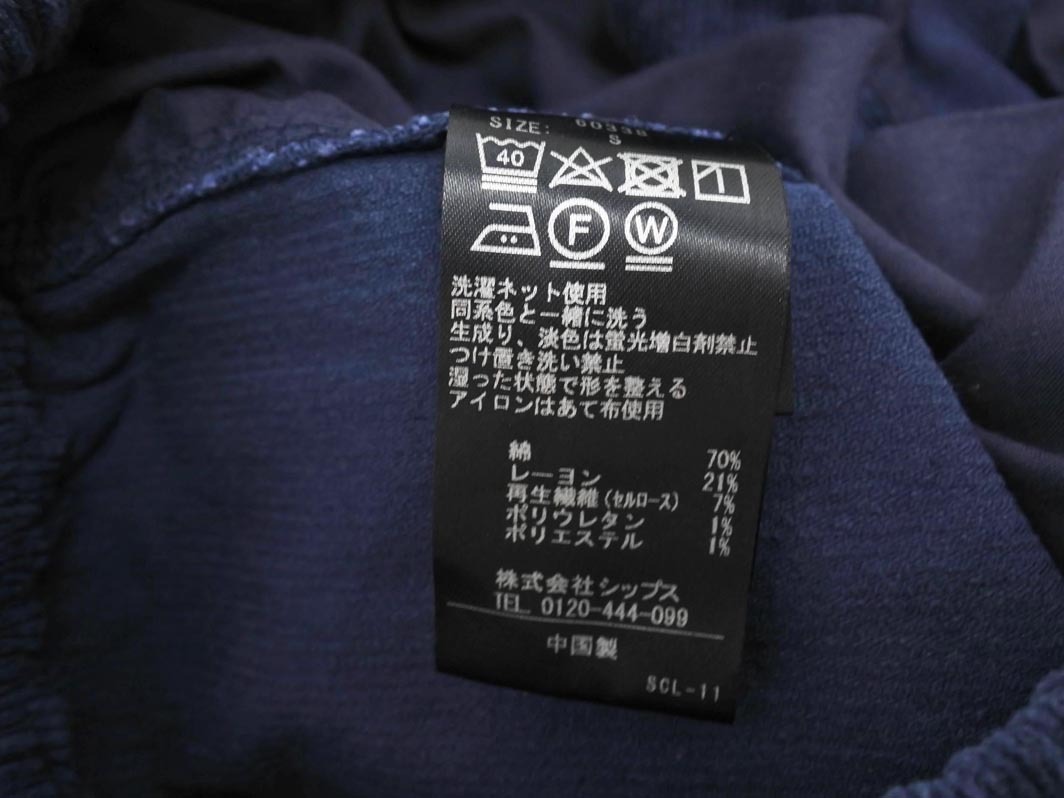 SIZE: S
40
F W
洗濯ネット使用
同系色と一緒に洗う
生成り、淡色は蛍光増白剤禁止
つけ置き洗い禁止
湿った状態で形を整える
アイロンはあて布使用
綿 70%
レーヨン 21%
再生繊維(セルロース) 7%
ポリウレタン 1%
ポリエステル 1%
株式会社シップス
TEL 0120-444-099
中国製
SCL-11